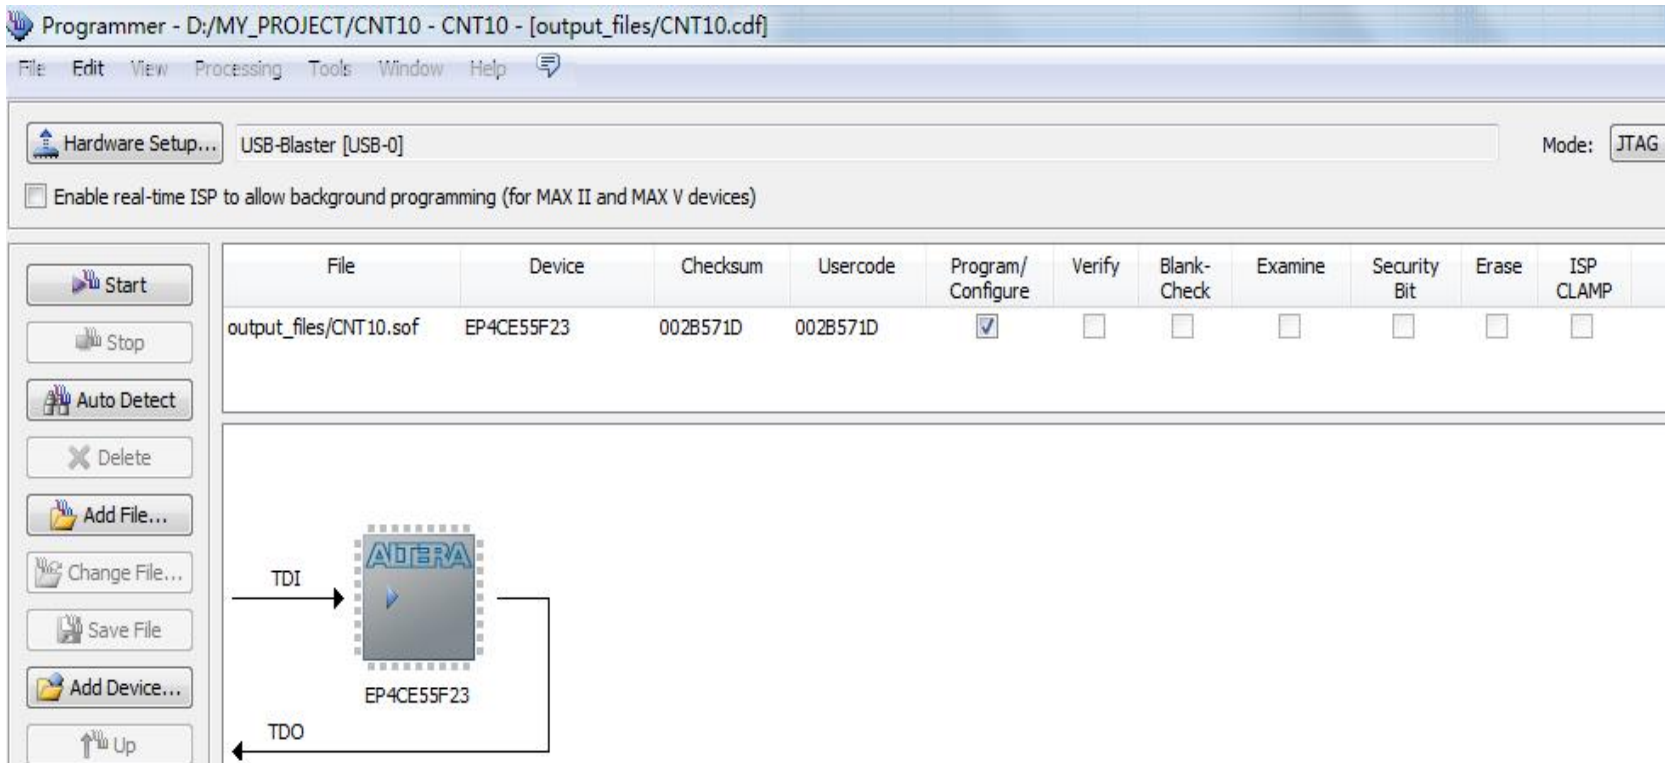 Programmer - D:/MY_PROJECT/CNT10 - CNT10 - [output_files/CNT10.cdf]
File Edit View Processing Tools Window Help
Hardware Setup... USB-Blaster [USB-0] Mode: JTAG
Enable real-time ISP to allow background programming (for MAX II and MAX V devices)
File Device Checksum Usercode Program/ Verify Blank- Examine Security Erase ISP
Configure Check Bit CLAMP
output_files/CNT10.sof EP4CE55F23 002B571D 002B571D
Start
Stop
Auto Detect
Delete
Add File...
Change File...
Save File
Add Device...
Up
ALTERA
TDI
EP4CE55F23
TDO